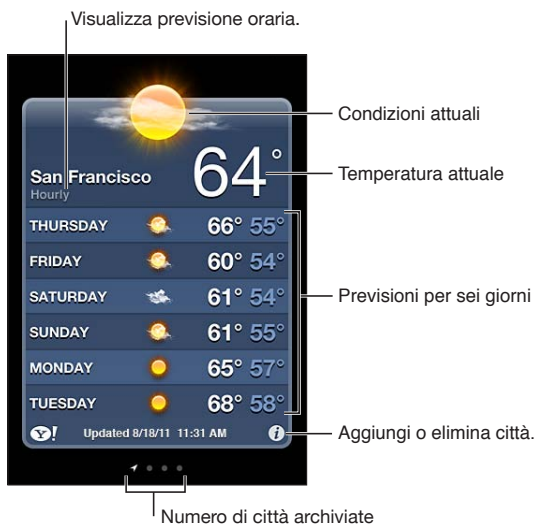 Visualizza previsione oraria.
Condizioni attuali
64°
Temperatura attuale
San Francisco
Hourly
THURSDAY 66° 55°
FRIDAY 60° 54°
SATURDAY 61° 54°
Previsioni per sei giorni
SUNDAY 61° 55°
MONDAY 65° 57°
TUESDAY 68° 58°
Y! Updated 8/18/11 11:31 AM i
Aggiungi o elimina città.
Numero di città archiviate